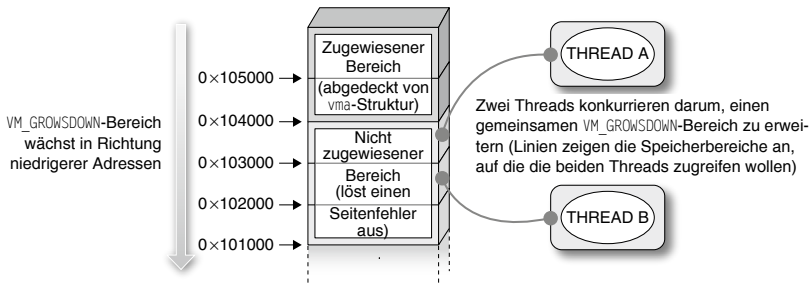 Zugewiesener
Bereich
(abgedeckt von
vma-Struktur)
Nicht
zugewiesener
Bereich
(löst einen
Seitenfehler
aus)
0×105000
0×104000
0×103000
0×102000
0×101000
VM_GROWSDOWN-Bereich
wächst in Richtung
niedrigerer Adressen
THREAD A
Zwei Threads konkurrieren darum, einen
gemeinsamen VM_GROWSDOWN-Bereich zu erwei-
tern (Linien zeigen die Speicherbereiche an,
auf die die beiden Threads zugreifen wollen)
THREAD B